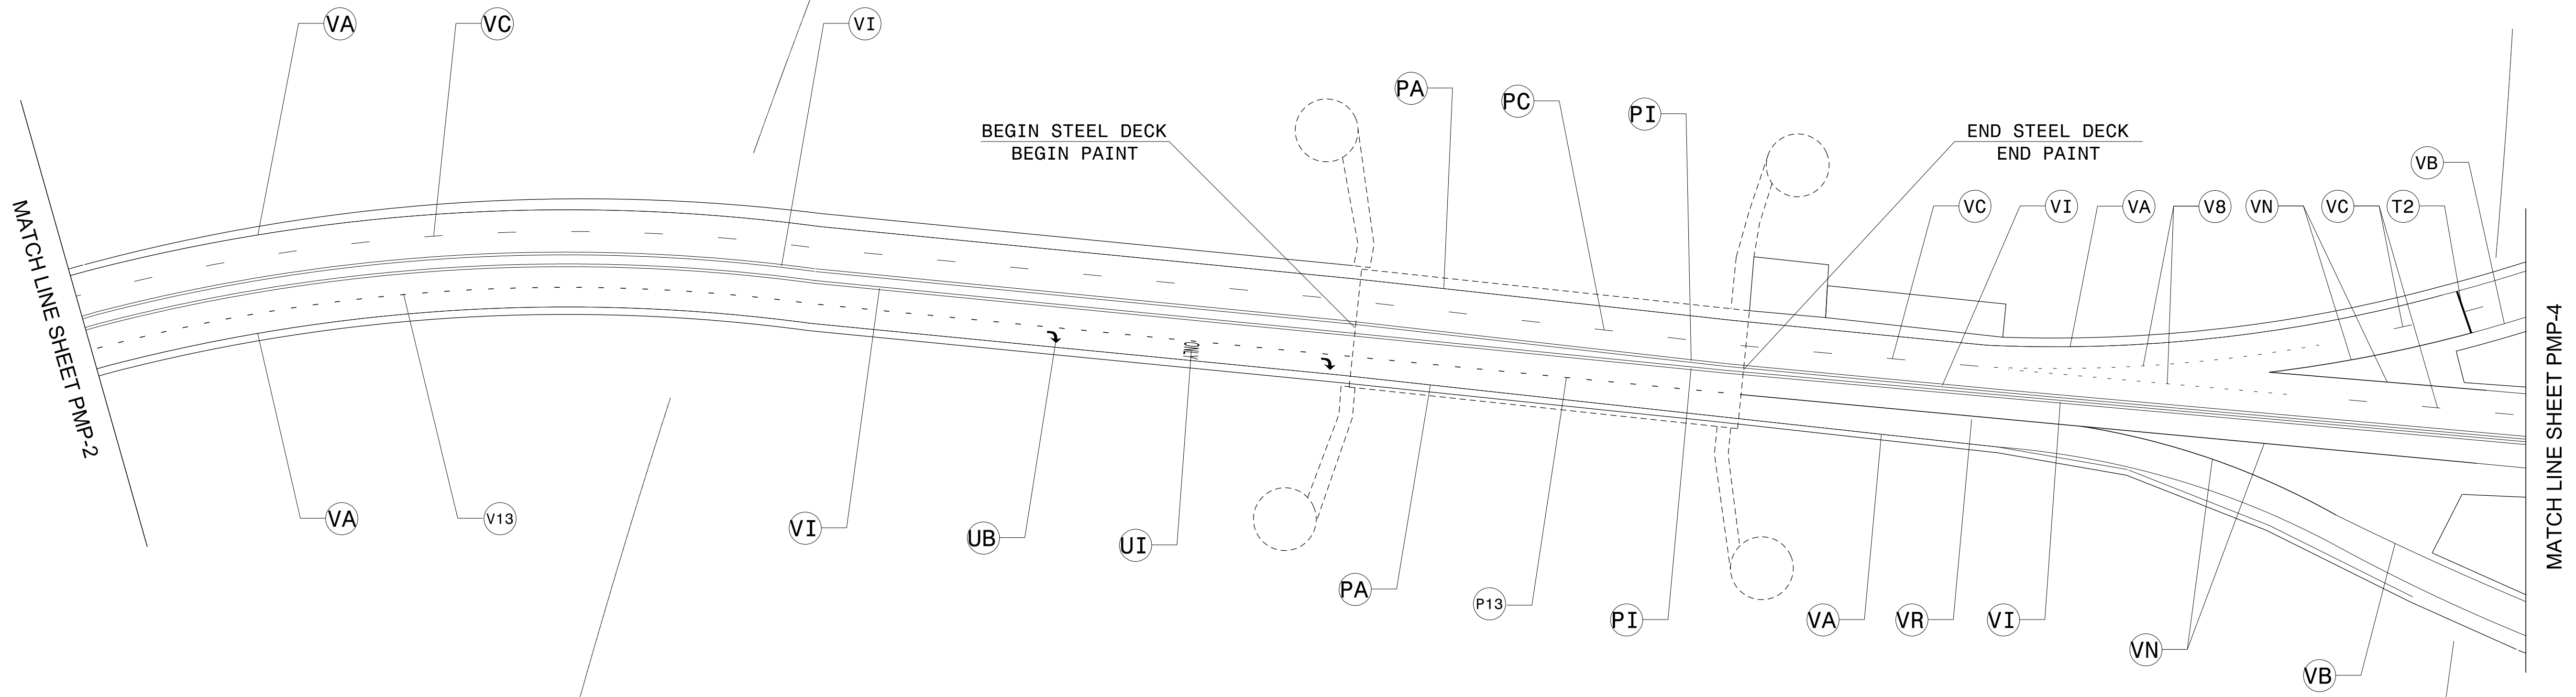 VA
VC
VI
PA
PC
PI
BEGIN STEEL DECK
BEGIN PAINT
END STEEL DECK
END PAINT
VB
VC
VI
VA
V8
VN
VC
T2
MATCH LINE SHEET PMP-2
MATCH LINE SHEET PMP-4
ONLY
VA
V13
VI
UB
UI
PA
P13
PI
VA
VR
VI
VN
VB